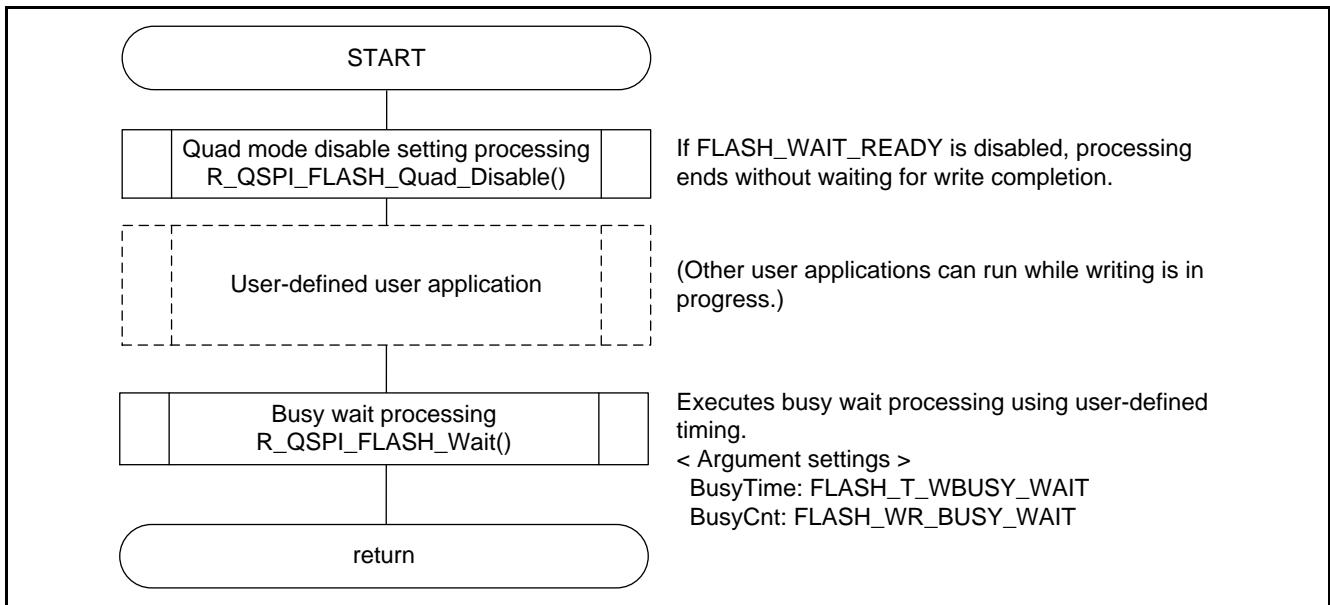 START
Quad mode disable setting processing
R_QSPI_FLASH_Quad_Disable()
If FLASH_WAIT_READY is disabled, processing
ends without waiting for write completion.
User-defined user application
(Other user applications can run while writing is in
progress.)
Busy wait processing
R_QSPI_FLASH_Wait()
Executes busy wait processing using user-defined
timing.
< Argument settings >
BusyTime: FLASH_T_WBUSY_WAIT
BusyCnt: FLASH_WR_BUSY_WAIT
return